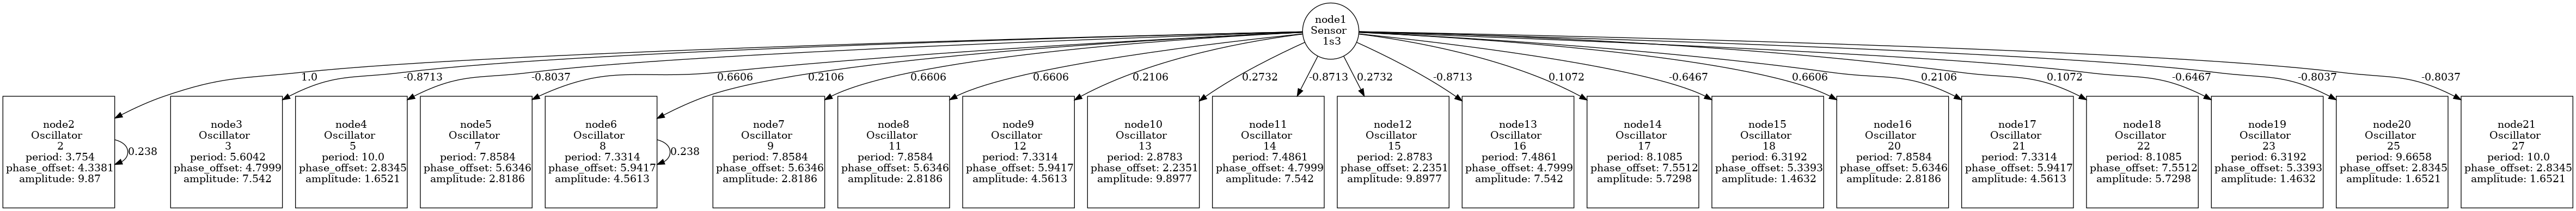 node1
Sensor
1s3
1.0
-0.8713
-0.8037
0.6606
0.2106
0.6606
0.6606
0.2106
0.2732
-0.8713
0.2732
-0.8713
0.1072
-0.6467
0.6606
0.2106
0.1072
-0.6467
-0.8037
-0.8037
node2
Oscillator
2
period: 3.754
phase_offset: 4.3381
amplitude: 9.87
0.238
node3
Oscillator
3
period: 5.6042
phase_offset: 4.7999
amplitude: 7.542
node4
Oscillator
5
period: 10.0
phase_offset: 2.8345
amplitude: 1.6521
node5
Oscillator
7
period: 7.8584
phase_offset: 5.6346
amplitude: 2.8186
node6
Oscillator
8
period: 7.3314
phase_offset: 5.9417
amplitude: 4.5613
0.238
node7
Oscillator
9
period: 7.8584
phase_offset: 5.6346
amplitude: 2.8186
node8
Oscillator
11
period: 7.8584
phase_offset: 5.6346
amplitude: 2.8186
node9
Oscillator
12
period: 7.3314
phase_offset: 5.9417
amplitude: 4.5613
node10
Oscillator
13
period: 2.8783
phase_offset: 2.2351
amplitude: 9.8977
node11
Oscillator
14
period: 7.4861
phase_offset: 4.7999
amplitude: 7.542
node12
Oscillator
15
period: 2.8783
phase_offset: 2.2351
amplitude: 9.8977
node13
Oscillator
16
period: 7.4861
phase_offset: 4.7999
amplitude: 7.542
node14
Oscillator
17
period: 8.1085
phase_offset: 7.5512
amplitude: 5.7298
node15
Oscillator
18
period: 6.3192
phase_offset: 5.3393
amplitude: 1.4632
node16
Oscillator
20
period: 7.8584
phase_offset: 5.6346
amplitude: 2.8186
node17
Oscillator
21
period: 7.3314
phase_offset: 5.9417
amplitude: 4.5613
node18
Oscillator
22
period: 8.1085
phase_offset: 7.5512
amplitude: 5.7298
node19
Oscillator
23
period: 6.3192
phase_offset: 5.3393
amplitude: 1.4632
node20
Oscillator
25
period: 9.6658
phase_offset: 2.8345
amplitude: 1.6521
node21
Oscillator
27
period: 10.0
phase_offset: 2.8345
amplitude: 1.6521